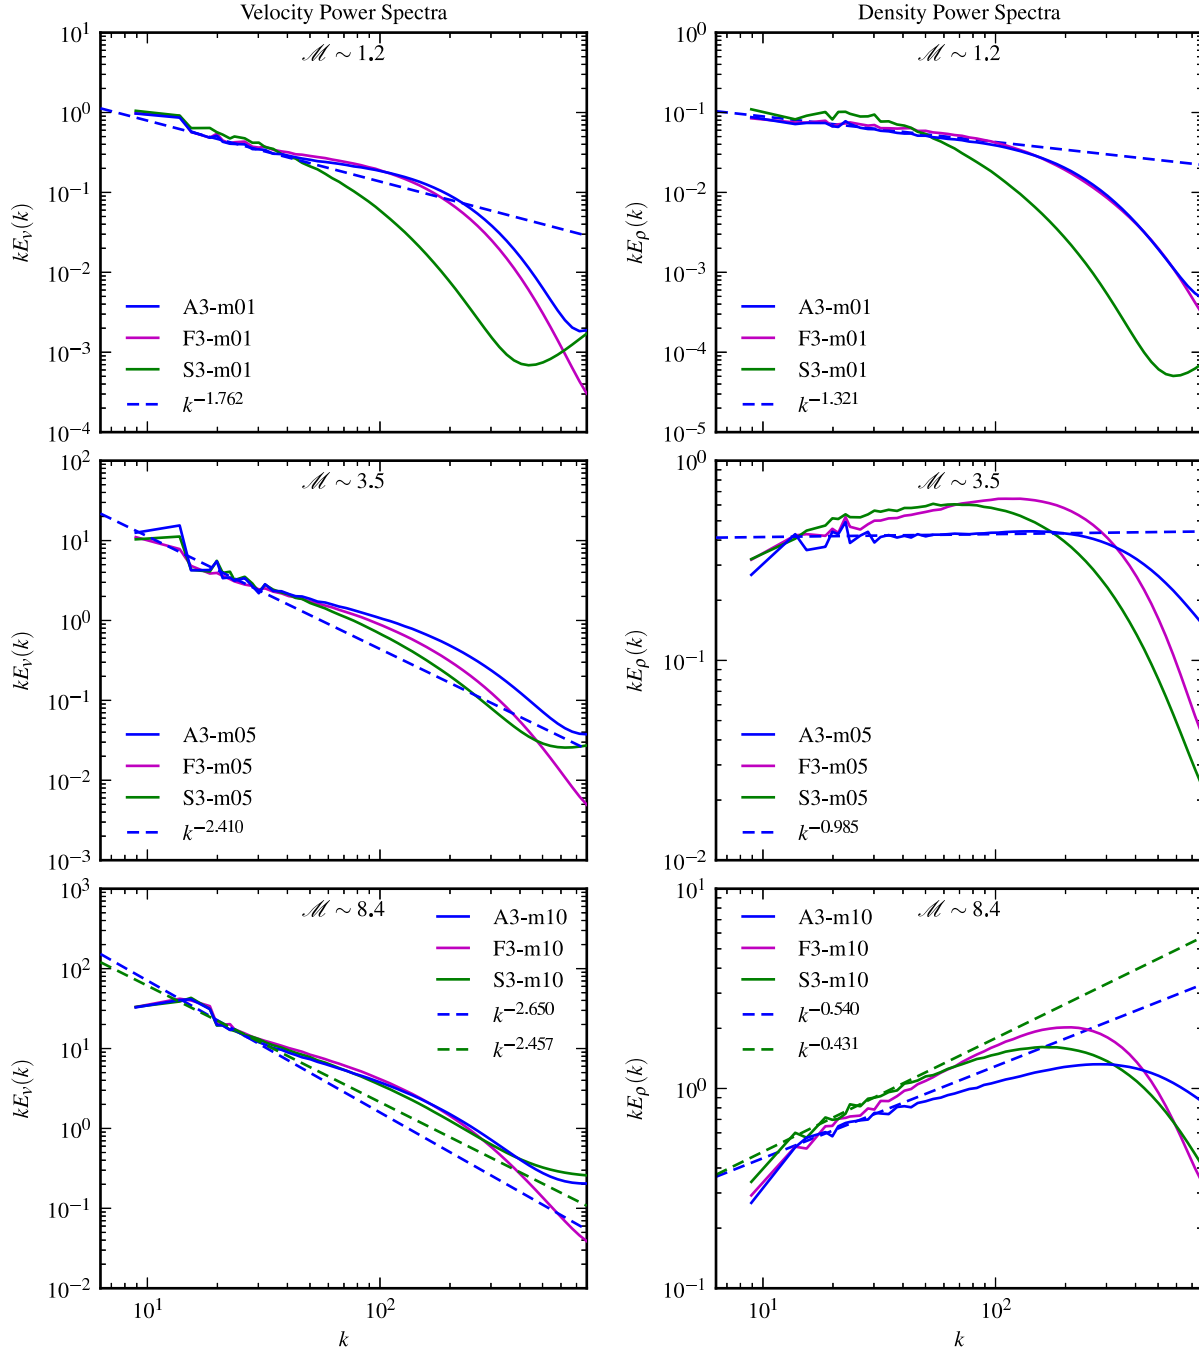 Velocity Power Spectra
Density Power Spectra
10^1
10^0
10^-1
10^-2
10^-3
10^-4
kE_v(k)
ℳ ∼ 1.2
A3-m01
F3-m01
S3-m01
k^-1.762
10^0
10^-1
10^-2
10^-3
10^-4
10^-5
kE_ρ(k)
ℳ ∼ 1.2
A3-m01
F3-m01
S3-m01
k^-1.321
10^2
10^1
10^0
10^-1
10^-2
10^-3
kE_v(k)
ℳ ∼ 3.5
A3-m05
F3-m05
S3-m05
k^-2.410
10^0
10^-1
10^-2
kE_ρ(k)
ℳ ∼ 3.5
A3-m05
F3-m05
S3-m05
k^-0.985
10^3
10^2
10^1
10^0
10^-1
10^-2
kE_v(k)
ℳ ∼ 8.4
A3-m10
F3-m10
S3-m10
k^-2.650
k^-2.457
10^1
10^2
k
10^1
10^0
10^-1
kE_ρ(k)
ℳ ∼ 8.4
A3-m10
F3-m10
S3-m10
k^-0.540
k^-0.431
10^1
10^2
k